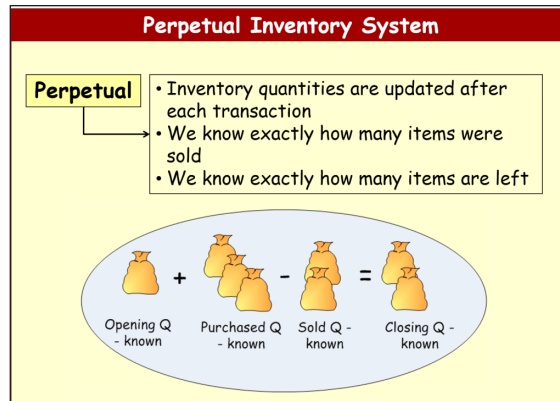 Perpetual Inventory System
Perpetual
• Inventory quantities are updated after
each transaction
• We know exactly how many items were
sold
• We know exactly how many items are left
+ - =
Opening Q
- known
Purchased Q
- known
Sold Q -
known
Closing Q -
known